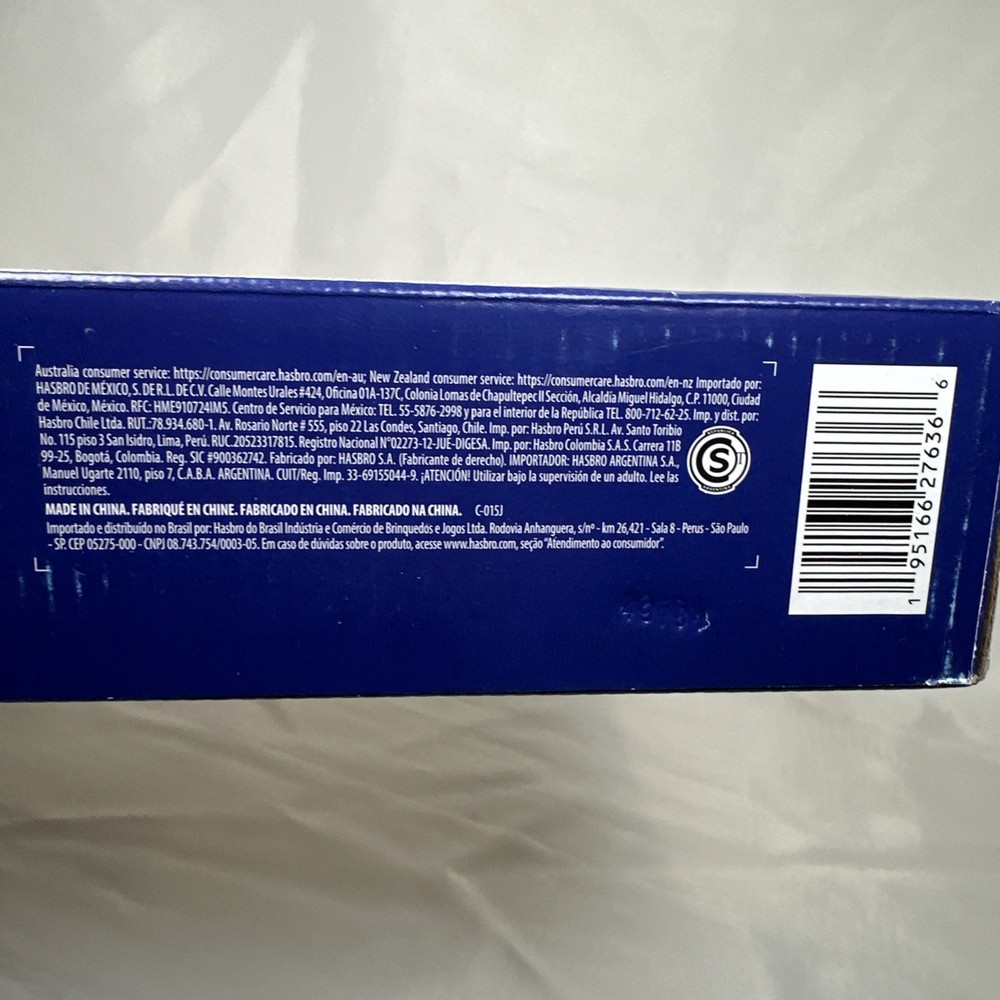 Australia consumer service: https://consumercare.hasbro.com/en-au; New Zealand consumer service: https://consumercare.hasbro.com/en-nz Importado por:
HASBRO DE MÉXICO, S. DE R.L. DE C.V. Calle Montes Urales #424, Oficina 01A-137C, Colonia Lomas de Chapultepec II Sección, Alcaldía Miguel Hidalgo, C.P. 11000, Ciudad
de México, México. RFC: HME910724IM5. Centro de Servicio para México: TEL. 55-5876-2998 y para el interior de la República TEL. 800-712-62-25. Imp. y dist. por:
Hasbro Chile Ltda. RUT.:78.934.680-1. Av. Rosario Norte # 555, piso 22 Las Condes, Santiago, Chile. Imp. por: Hasbro Perú S.R.L. Av. Santo Toribio
No. 115 piso 3 San Isidro, Lima, Perú. RUC.20523317815. Registro Nacional N°02273-12-JUE-DIGESA. Imp. por: Hasbro Colombia S.A.S. Carrera 11B
99-25, Bogotá, Colombia. Reg. SIC #900362742. Fabricado por: HASBRO S.A. (Fabricante de derecho). IMPORTADOR: HASBRO ARGENTINA S.A.,
Manuel Ugarte 2110, piso 7, C.A.B.A. ARGENTINA. CUIT/Reg. Imp. 33-69155044-9. ¡ATENCIÓN! Utilizar bajo la supervisión de un adulto. Lee las
instrucciones.
MADE IN CHINA. FABRIQUÉ EN CHINE. FABRICADO EN CHINA. FABRICADO NA CHINA. C-015J
Importado e distribuído no Brasil por: Hasbro do Brasil Indústria e Comércio de Brinquedos e Jogos Ltda. Rodovia Anhanguera, s/nº - km 26,421 - Sala 8 - Perus - São Paulo
- SP. CEP 05275-000 - CNPJ 08.743.754/0003-05. Em caso de dúvidas sobre o produto, acesse www.hasbro.com, seção "Atendimento ao consumidor".
REPUBLICA
S
ARGENTINA
1 95166 27636 6